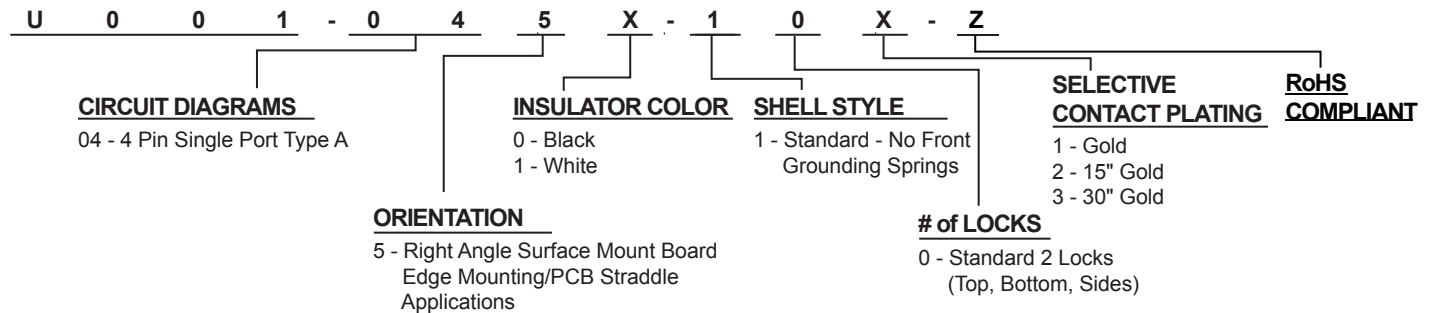 U 0 0 1 - 0 4 5 X - 1 0 X - Z
CIRCUIT DIAGRAMS
04 - 4 Pin Single Port Type A
ORIENTATION
5 - Right Angle Surface Mount Board
Edge Mounting/PCB Straddle
Applications
INSULATOR COLOR
0 - Black
1 - White
SHELL STYLE
1 - Standard - No Front
Grounding Springs
# of LOCKS
0 - Standard 2 Locks
(Top, Bottom, Sides)
SELECTIVE
CONTACT PLATING
1 - Gold
2 - 15" Gold
3 - 30" Gold
RoHS
COMPLIANT